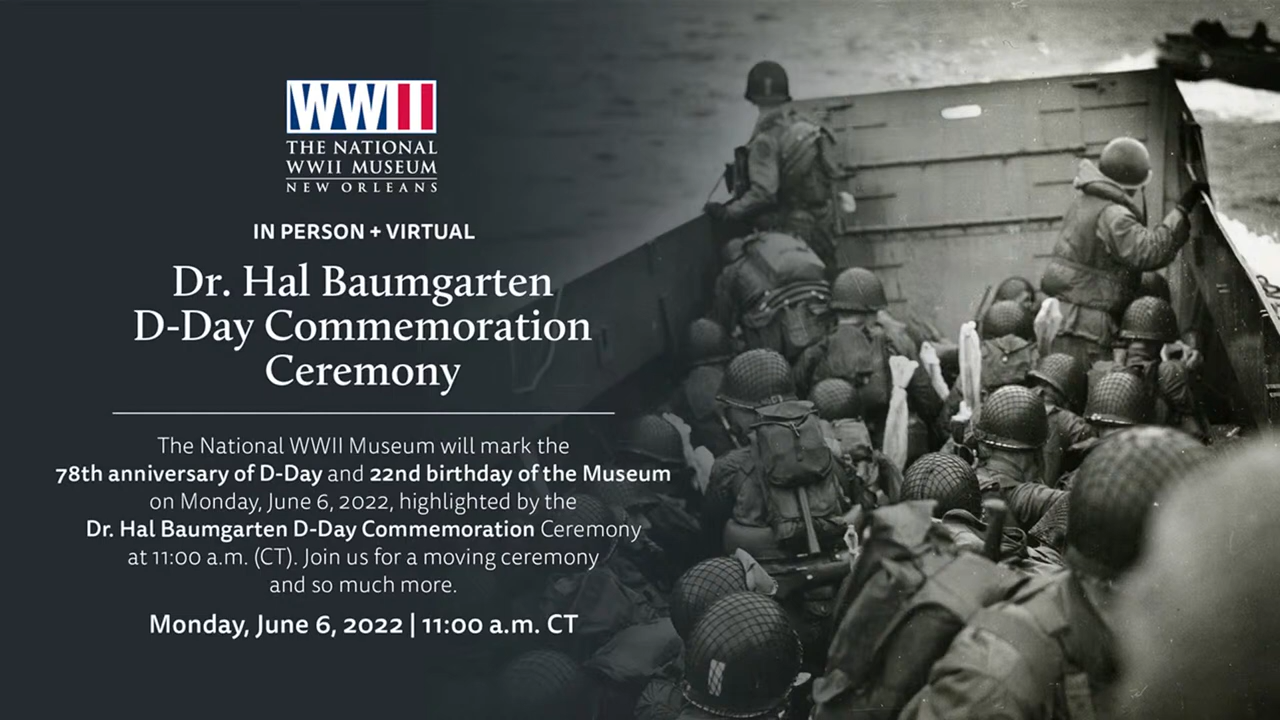 WWII
THE NATIONAL
WWII MUSEUM
NEW ORLEANS
IN PERSON + VIRTUAL
Dr. Hal Baumgarten
D-Day Commemoration
Ceremony
The National WWII Museum will mark the
78th anniversary of D-Day and 22nd birthday of the Museum
on Monday, June 6, 2022, highlighted by the
Dr. Hal Baumgarten D-Day Commemoration Ceremony
at 11:00 a.m. (CT). Join us for a moving ceremony
and so much more.
Monday, June 6, 2022 | 11:00 a.m. CT